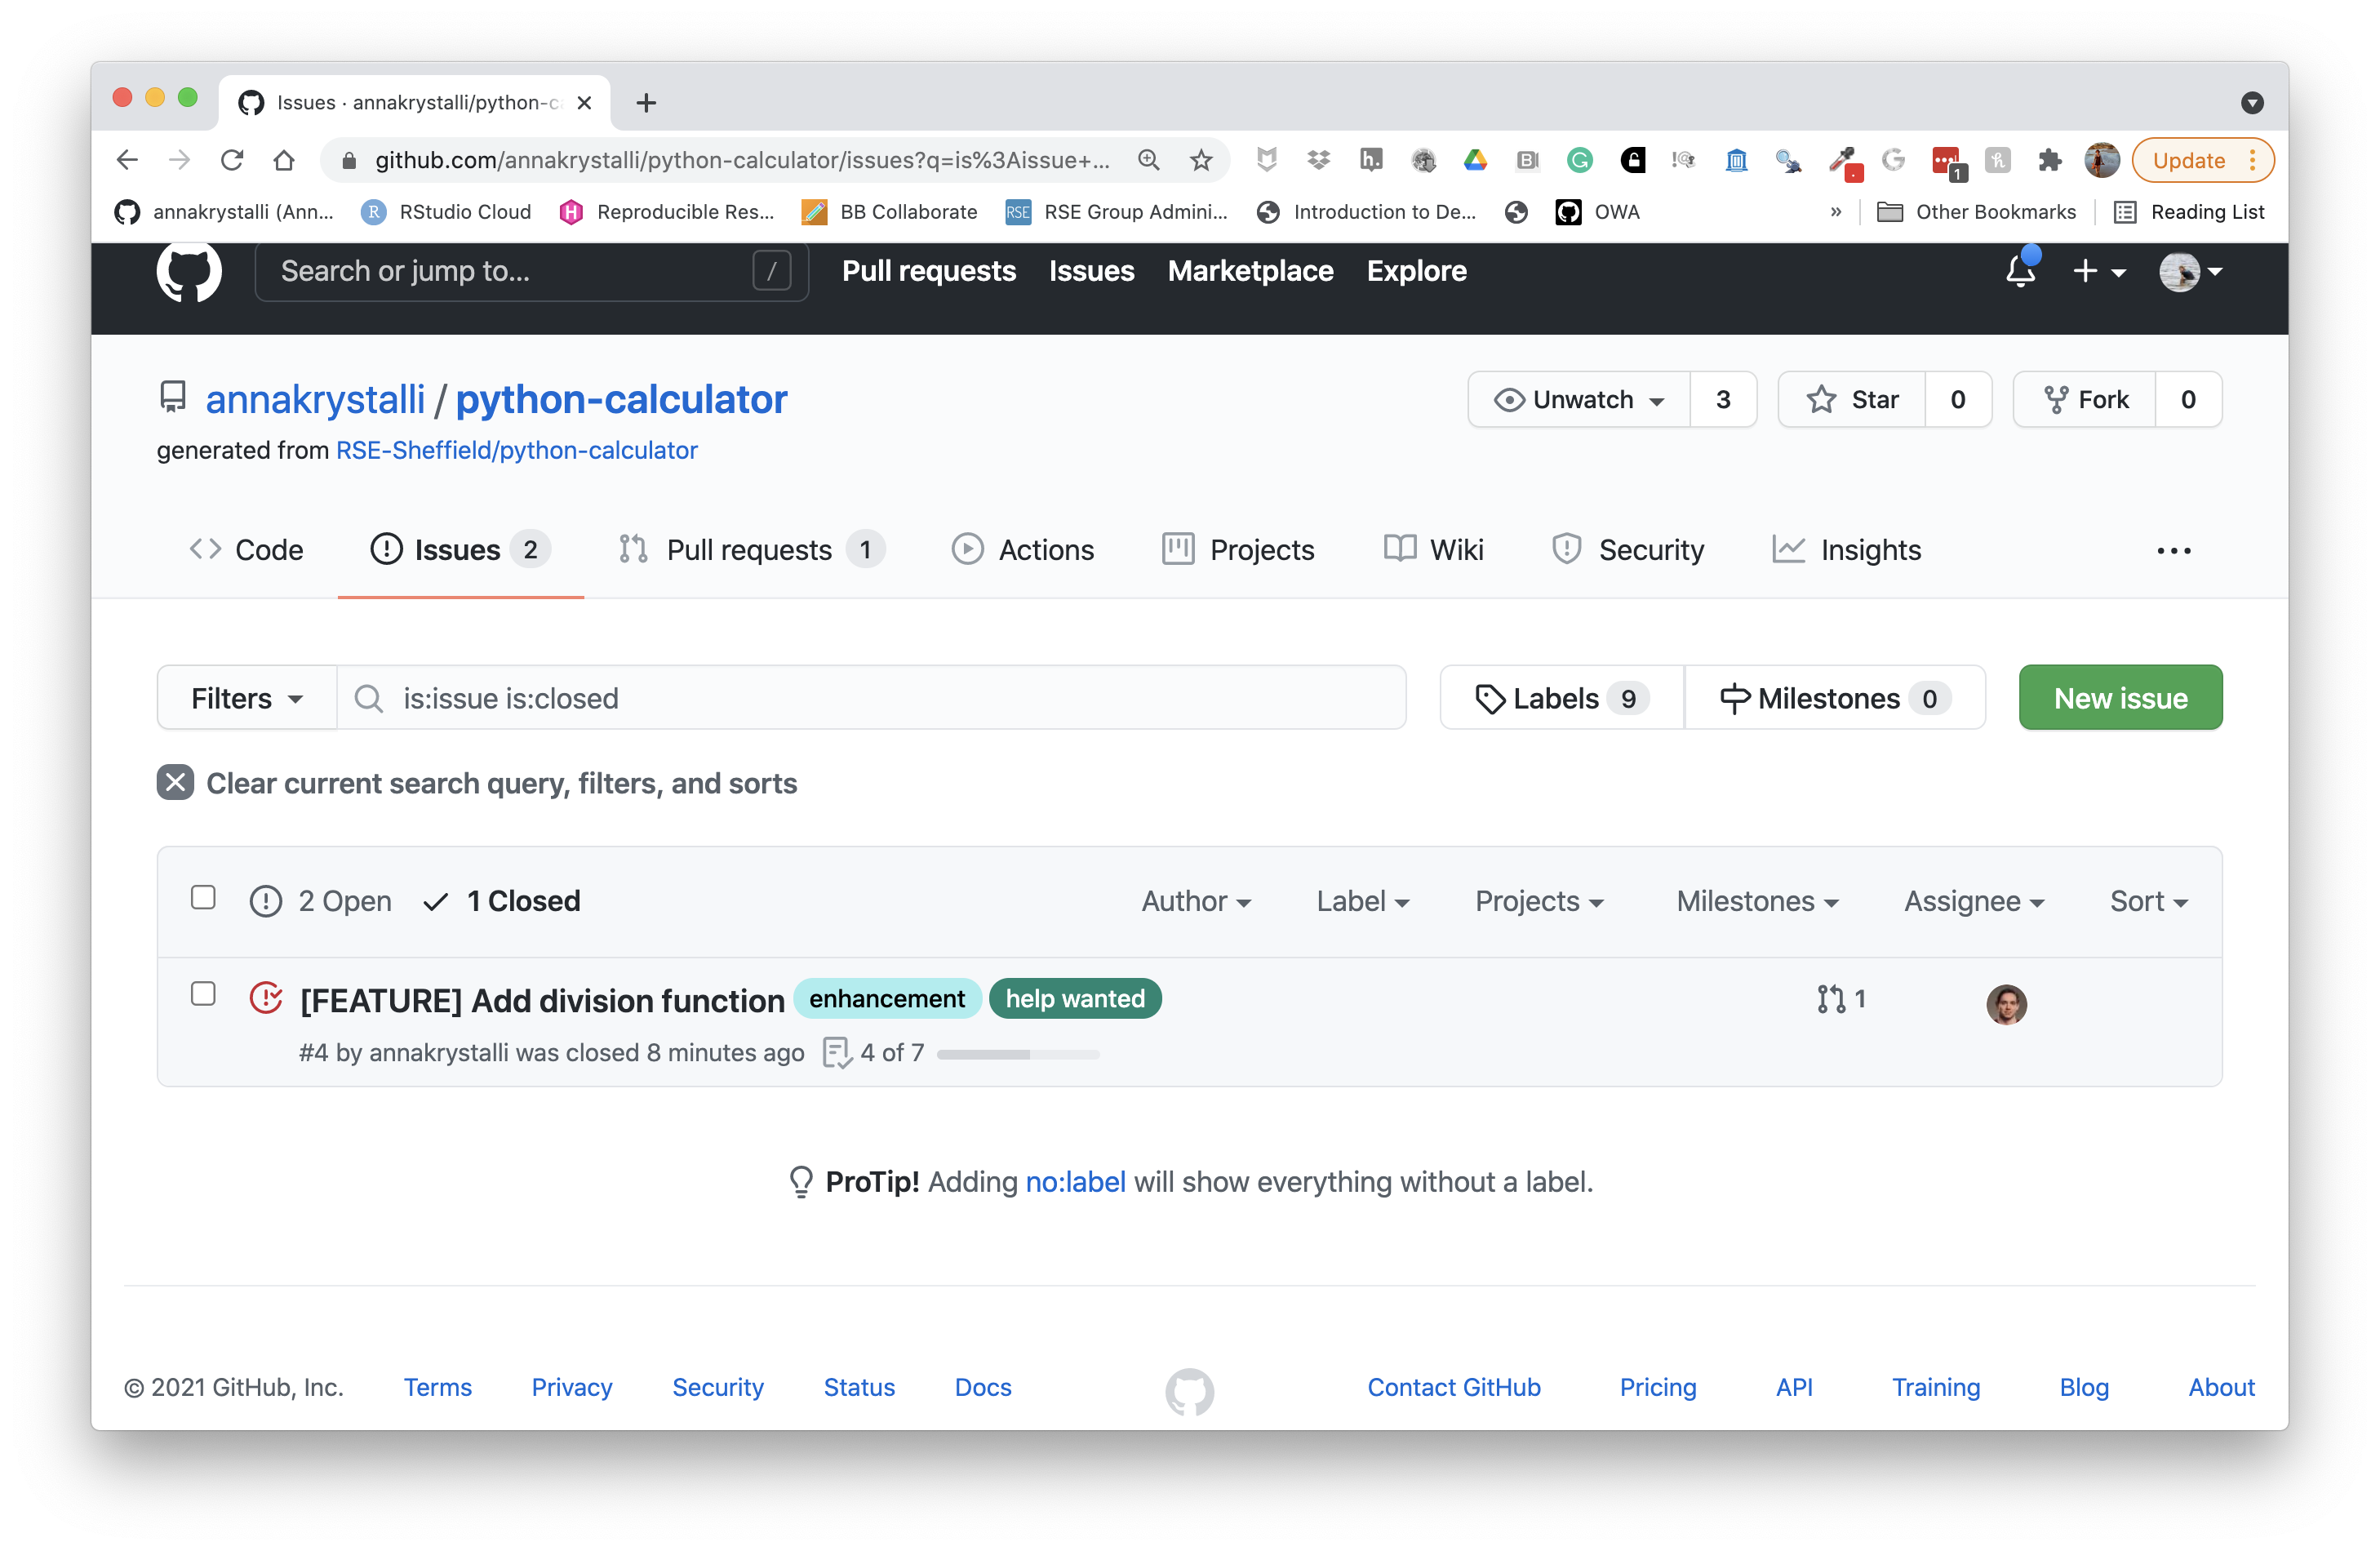 Issues · annakrystalli/python-c
github.com/annakrystalli/python-calculator/issues?q=is%3Aissue+...
1
Update
annakrystalli (Ann...
RStudio Cloud
Reproducible Res...
BB Collaborate
RSE
RSE Group Admini...
Introduction to De...
OWA
»
Other Bookmarks
Reading List
Search or jump to...
/
Pull requests
Issues
Marketplace
Explore
annakrystalli / python-calculator
Unwatch 3
Star 0
Fork 0
generated from RSE-Sheffield/python-calculator
Code
Issues 2
Pull requests 1
Actions
Projects
Wiki
Security
Insights
Filters
is:issue is:closed
Labels 9
Milestones 0
New issue
Clear current search query, filters, and sorts
2 Open
1 Closed
Author
Label
Projects
Milestones
Assignee
Sort
[FEATURE] Add division function enhancement help wanted
1
#4 by annakrystalli was closed 8 minutes ago 4 of 7
ProTip! Adding no:label will show everything without a label.
© 2021 GitHub, Inc.
Terms
Privacy
Security
Status
Docs
Contact GitHub
Pricing
API
Training
Blog
About